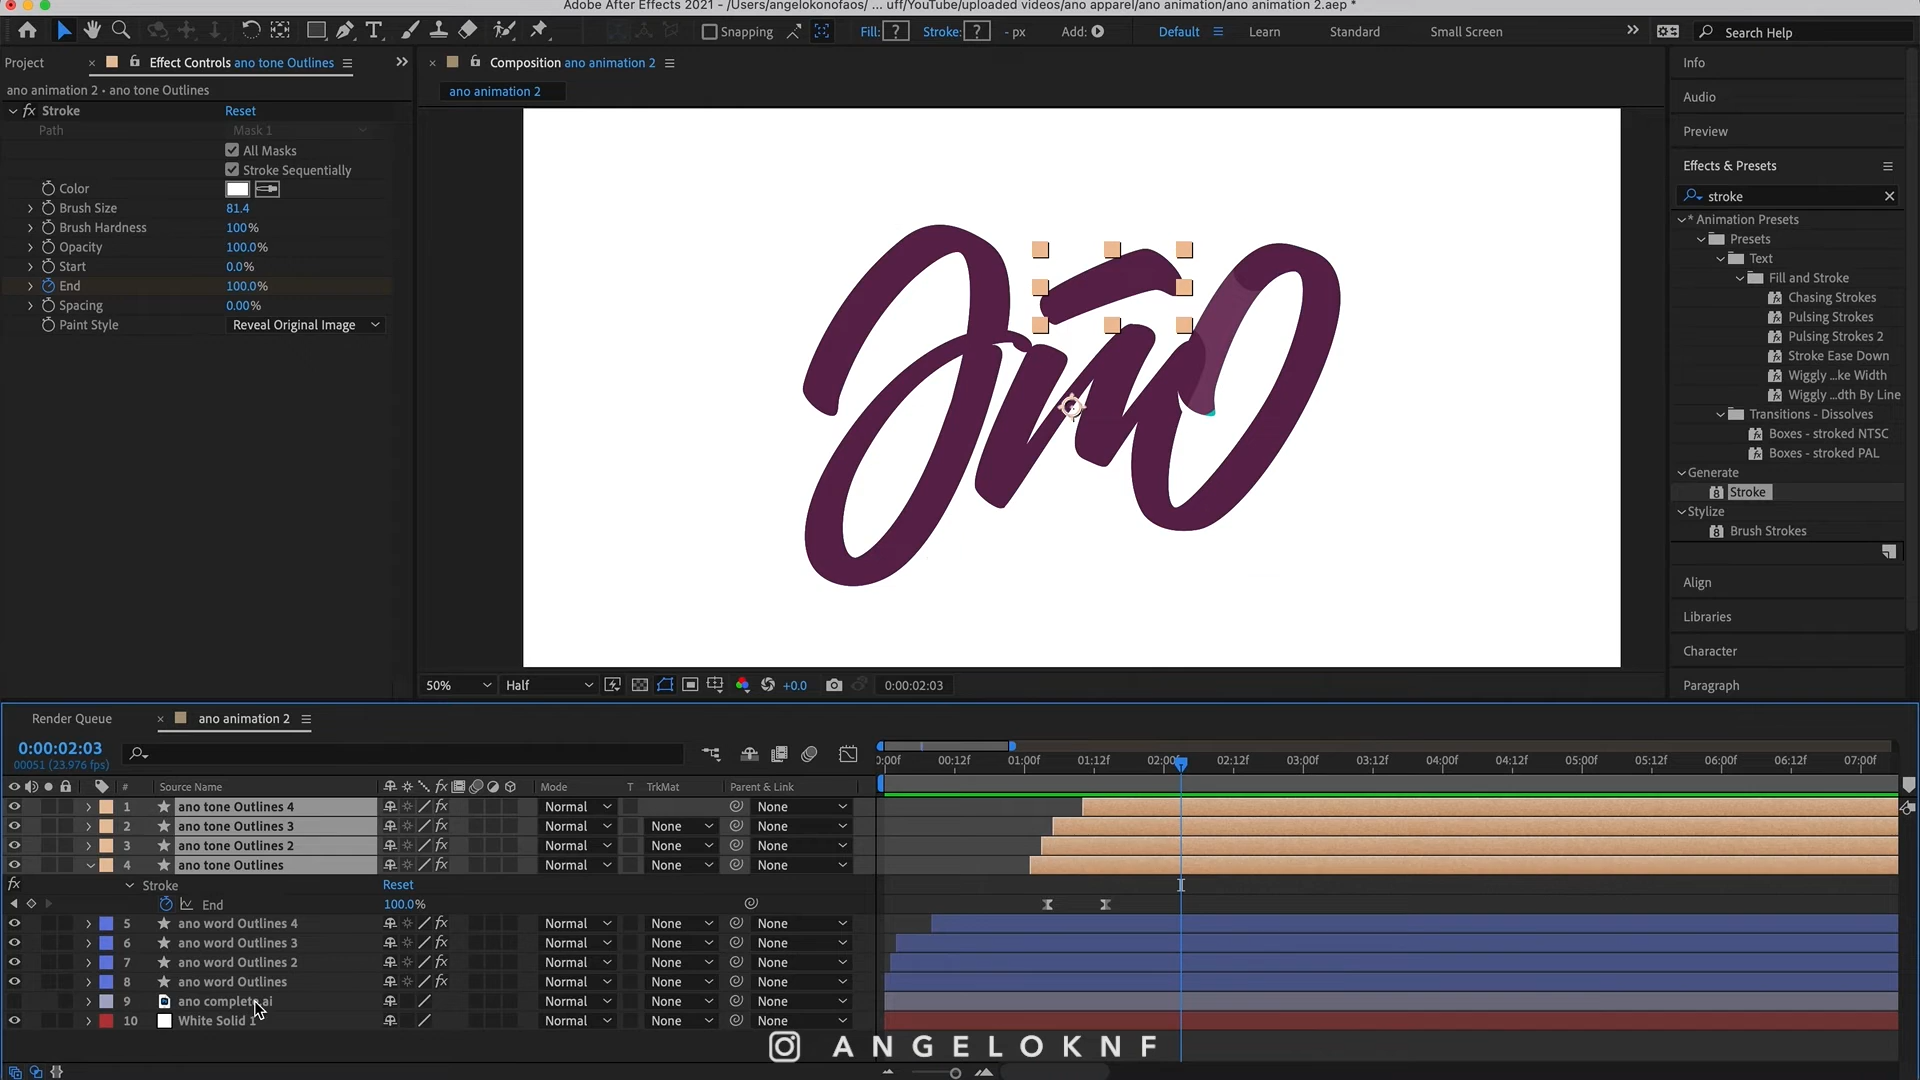 Adobe After Effects 2021 - /Users/angelokonofaos/ ... uff/YouTube/uploaded videos/ano apparel/ano animation/ano animation 2.aep *
Snapping
Fill: ?
Stroke: ?
- px
Add:
Default
Learn
Standard
Small Screen
Search Help
Project
Effect Controls ano tone Outlines
Composition ano animation 2
ano animation 2 • ano tone Outlines
ano animation 2
fx Stroke
Reset
Path
Mask 1
All Masks
Stroke Sequentially
Color
Brush Size
81.4
Brush Hardness
100%
Opacity
100.0%
Start
0.0%
End
100.0%
Spacing
0.00%
Paint Style
Reveal Original Image
Info
Audio
Preview
Effects & Presets
stroke
* Animation Presets
Presets
Text
Fill and Stroke
Chasing Strokes
Pulsing Strokes
Pulsing Strokes 2
Stroke Ease Down
Wiggly ...ke Width
Wiggly ...dth By Line
Transitions - Dissolves
Boxes - stroked NTSC
Boxes - stroked PAL
Generate
Stroke
Stylize
Brush Strokes
Align
Libraries
Character
Paragraph
50%
Half
+0.0
0:00:02:03
Render Queue
ano animation 2
0:00:02:03
00051 (23.976 fps)
#
Source Name
Mode
T
TrkMat
Parent & Link
0:00f
00:12f
01:00f
01:12f
02:00f
02:12f
03:00f
03:12f
04:00f
04:12f
05:00f
05:12f
06:00f
06:12f
07:00f
1 ano tone Outlines 4 Normal None
2 ano tone Outlines 3 Normal None None
3 ano tone Outlines 2 Normal None None
4 ano tone Outlines Normal None None
fx Stroke Reset
End 100.0%
5 ano word Outlines 4 Normal None None
6 ano word Outlines 3 Normal None None
7 ano word Outlines 2 Normal None None
8 ano word Outlines Normal None None
9 ano complete.ai Normal None None
10 White Solid 1 Normal None None
ANGELOKNF